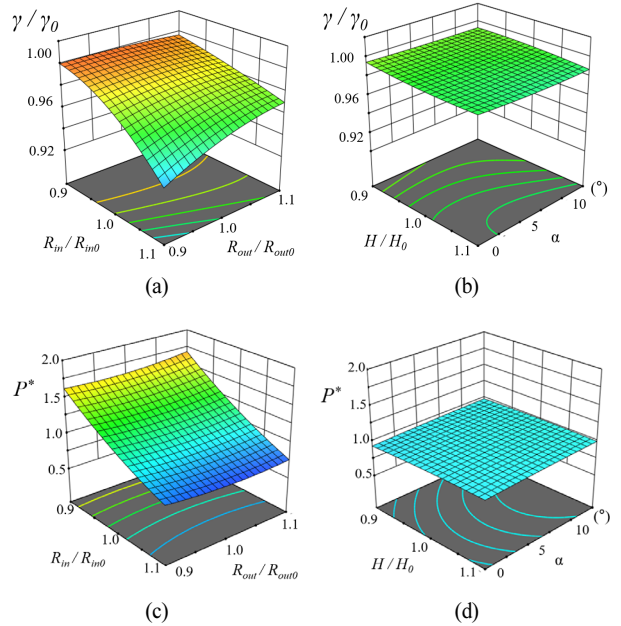 γ / γ0
1.00
0.96
0.92
0.9
1.0
1.1
Rin / Rin0
0.9
1.0
1.1
Rout / Rout0
(a)
γ / γ0
1.00
0.96
0.92
0.9
1.0
1.1
H / H0
0
5
10
(°)
α
(b)
P*
2.0
1.5
1.0
0.5
0.9
1.0
1.1
Rin / Rin0
0.9
1.0
1.1
Rout / Rout0
(c)
P*
2.0
1.5
1.0
0.5
0.9
1.0
1.1
H / H0
0
5
10
(°)
α
(d)